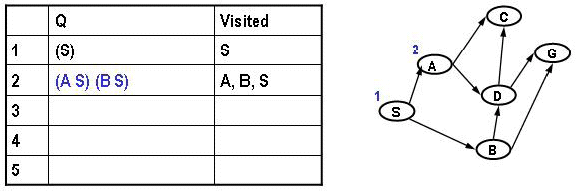 Q Visited
1 (S) S
2 (A S) (B S) A, B, S
3
4
5
C
2
G
A
D
1
S
B